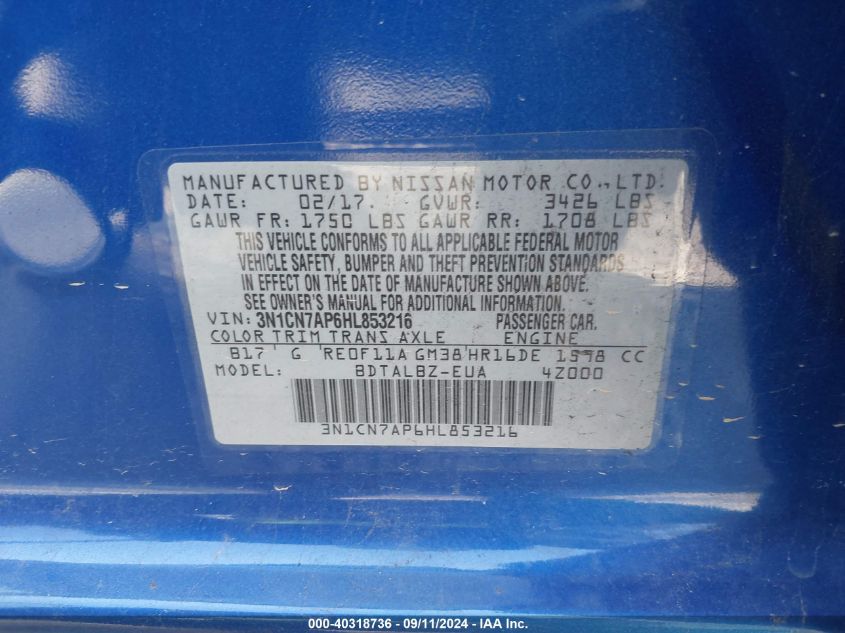 MANUFACTURED BY NISSAN MOTOR CO.,LTD.
DATE: 02/17. GVWR: 3426 LBS
GAWR FR: 1750 LBS GAWR RR: 1708 LBS
THIS VEHICLE CONFORMS TO ALL APPLICABLE FEDERAL MOTOR
VEHICLE SAFETY, BUMPER AND THEFT PREVENTION STANDARDS
IN EFFECT ON THE DATE OF MANUFACTURE SHOWN ABOVE.
SEE OWNER'S MANUAL FOR ADDITIONAL INFORMATION.
VIN: 3N1CN7AP6HL853216 PASSENGER CAR.
COLOR TRIM TRANS AXLE ENGINE
B17 G RE0F11A GM38 HR16DE 1598 CC
MODEL: BDTALBZ-EUA 4Z000
3N1CN7AP6HL853216
000-40318736 - 09/11/2024 - IAA Inc.